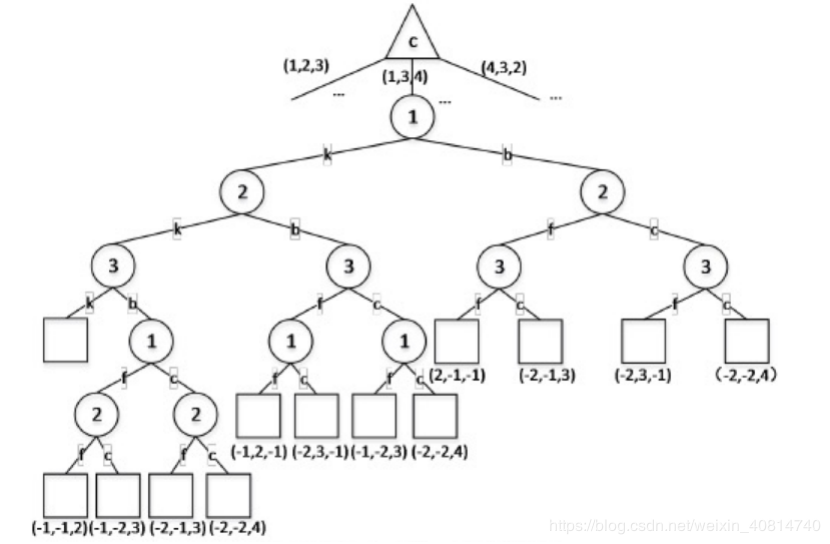 c
(1,2,3) (1,3,4) (4,3,2)
... ... ...
1
k b
2 2
k b f c
3 3 3 3
k b f c f c f c
1 1 1
(2,-1,-1) (-2,-1,3) (-2,3,-1) (-2,-2,4)
f c f c f c
2 2
(-1,2,-1) (-2,3,-1) (-1,-2,3) (-2,-2,4)
f c f c
(-1,-1,2) (-1,-2,3) (-2,-1,3) (-2,-2,4)
https://blog.csdn.net/weixin_40814740